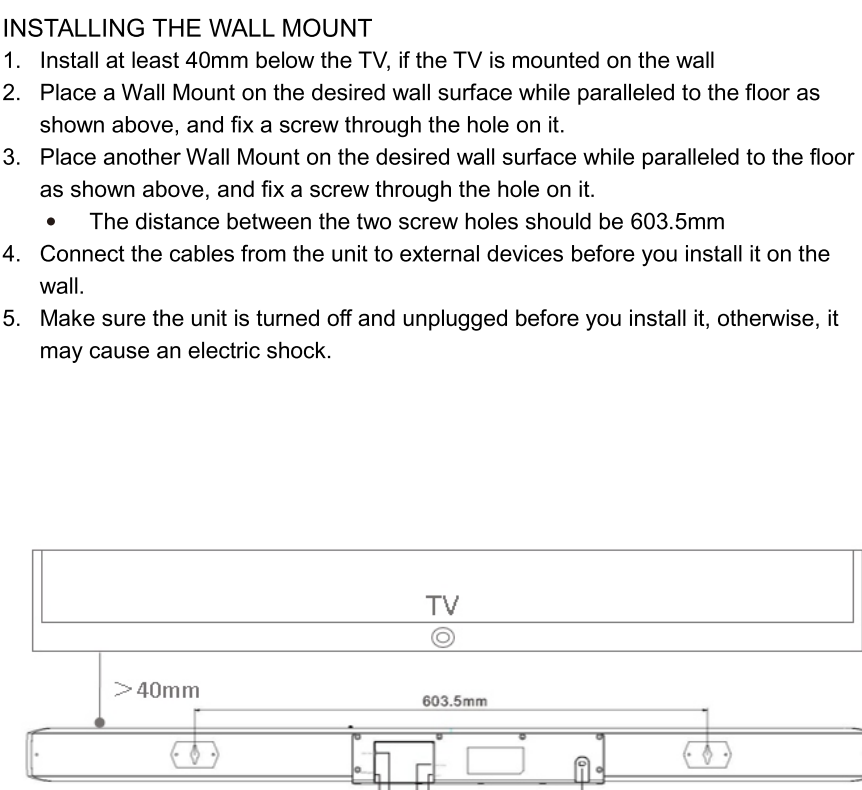 INSTALLING THE WALL MOUNT
1. Install at least 40mm below the TV, if the TV is mounted on the wall
2. Place a Wall Mount on the desired wall surface while paralleled to the floor as
shown above, and fix a screw through the hole on it.
3. Place another Wall Mount on the desired wall surface while paralleled to the floor
as shown above, and fix a screw through the hole on it.
• The distance between the two screw holes should be 603.5mm
4. Connect the cables from the unit to external devices before you install it on the
wall.
5. Make sure the unit is turned off and unplugged before you install it, otherwise, it
may cause an electric shock.
TV
>40mm
603.5mm